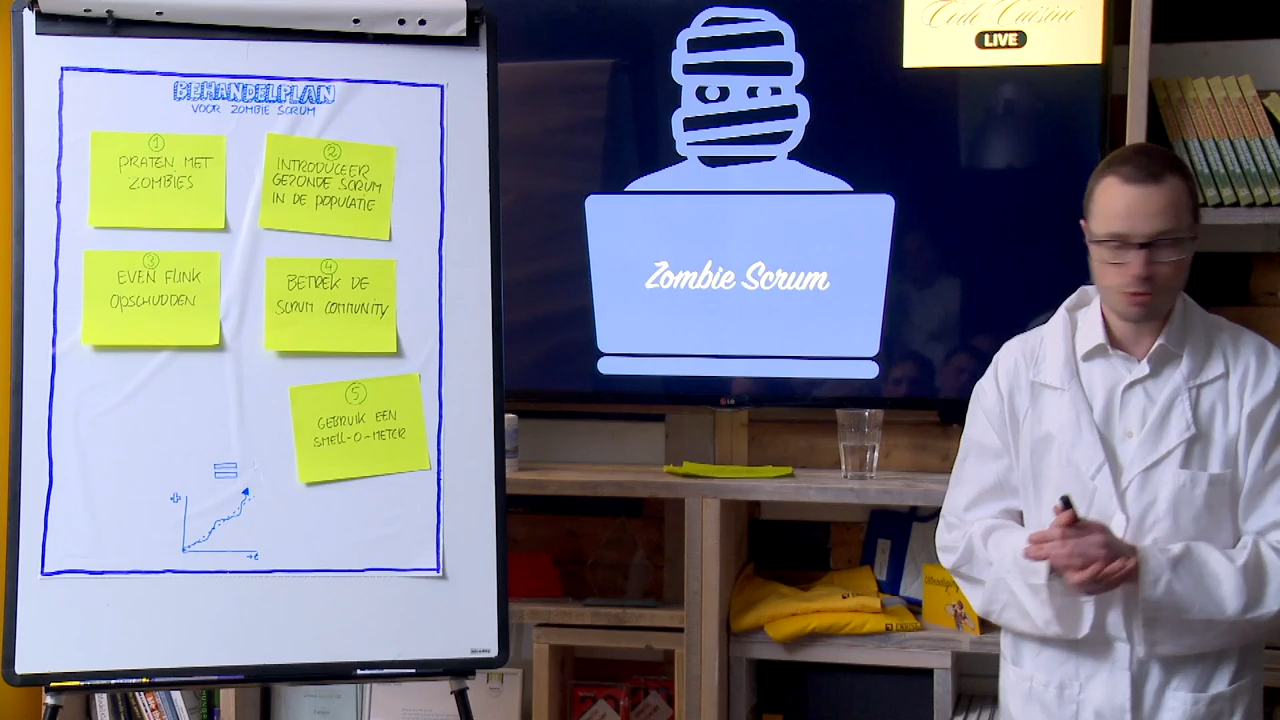 BEHANDELPLAN
VOOR ZOMBIE SCRUM
1
PRATEN MET
ZOMBIES
2
INTRODUCEER
GEZONDE SCRUM
IN DE POPULATIE
3
EVEN FLINK
OPSCHUDDEN
4
BETREK DE
SCRUM COMMUNITY
5
GEBRUIK EEN
SMELL-O-METER
Zombie Scrum
Code Cuisine
LIVE
LG